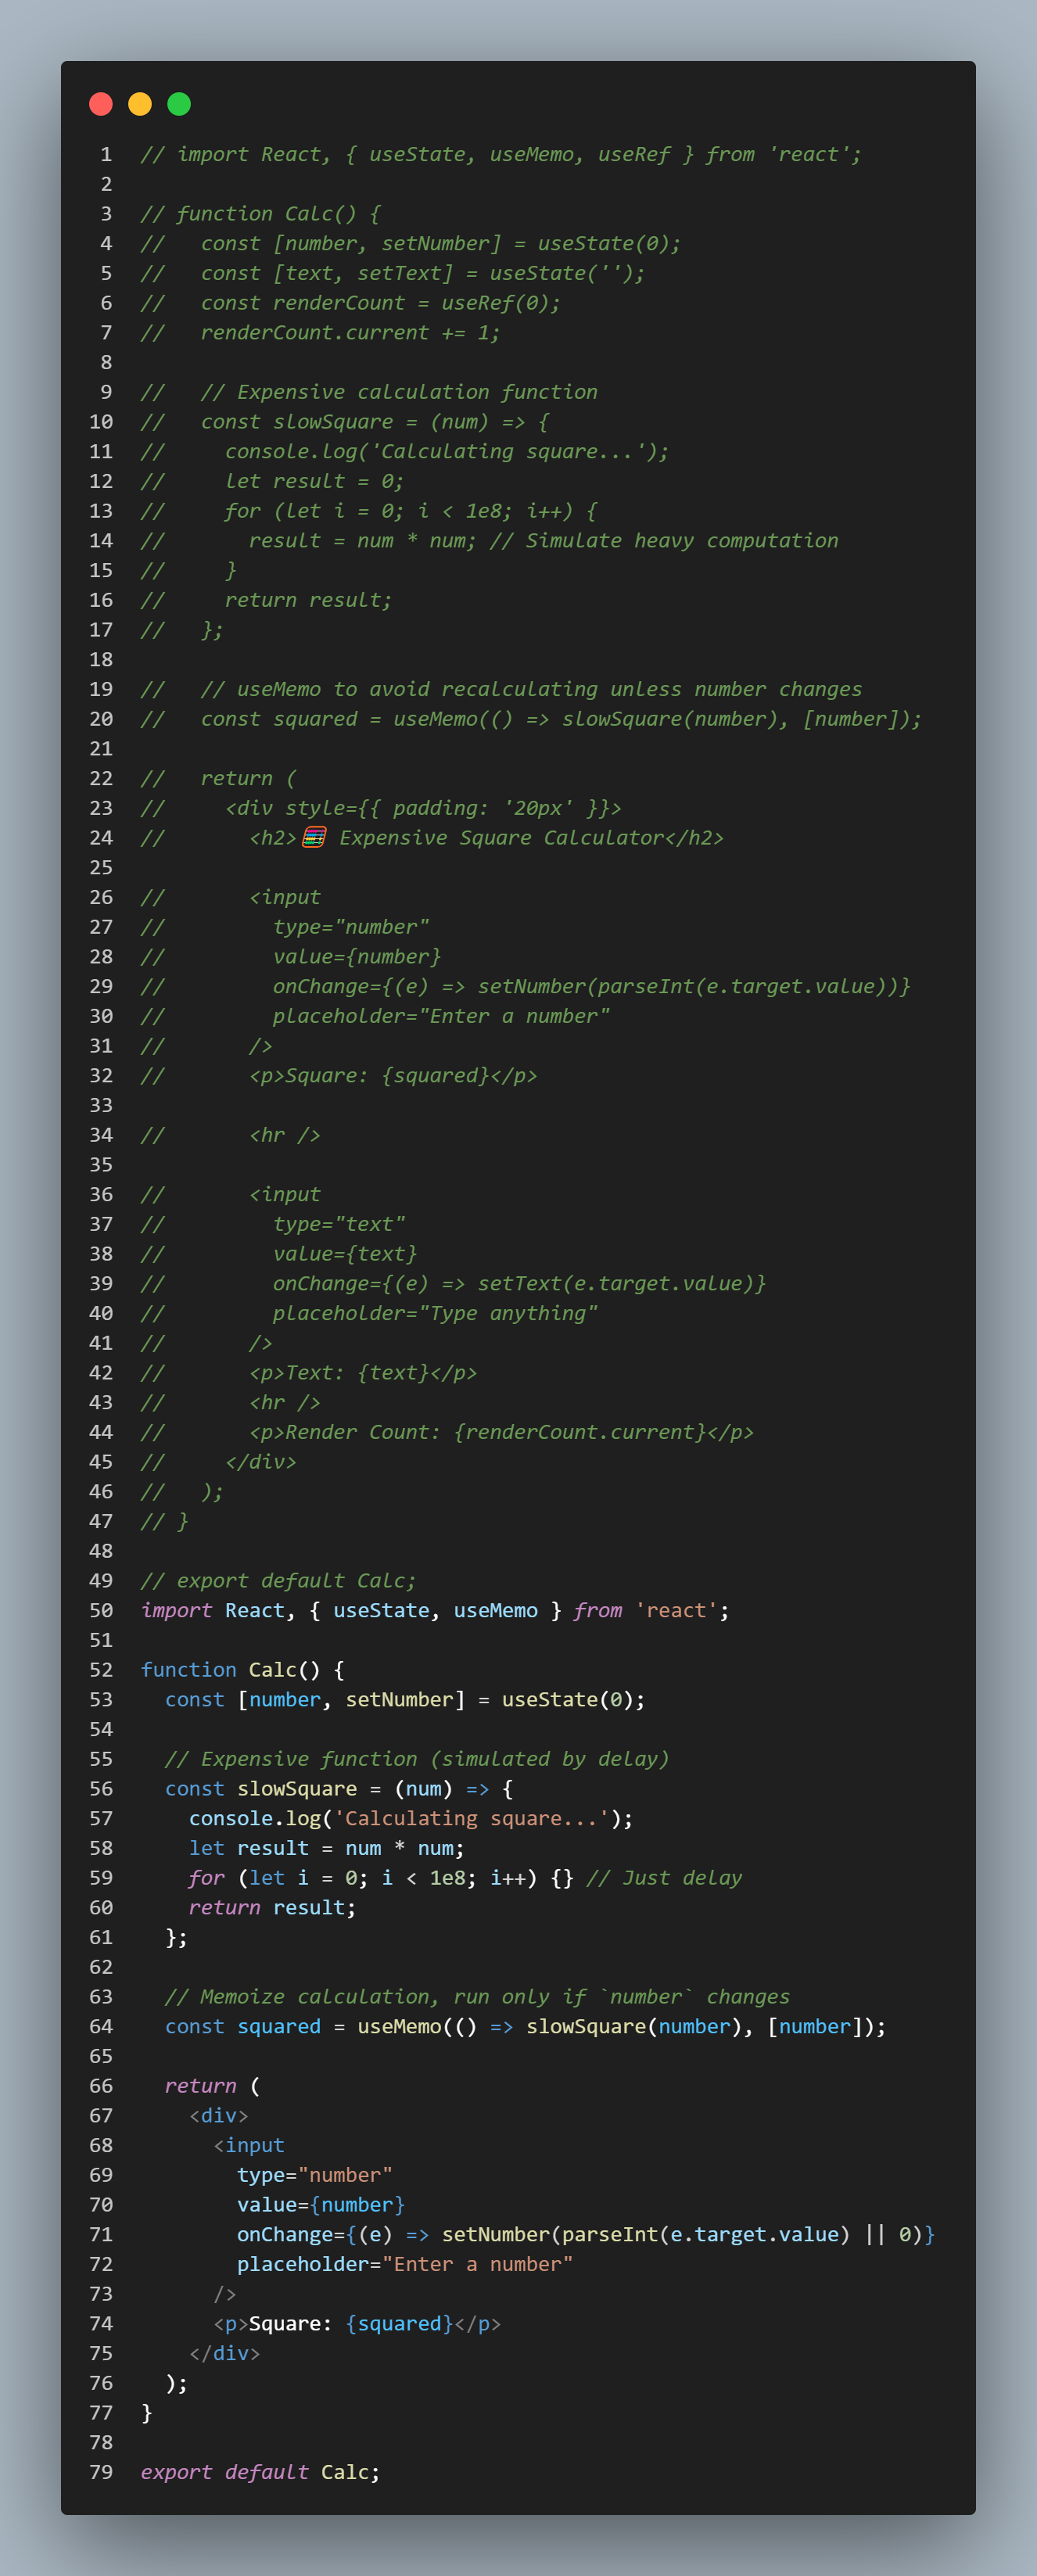 1 // import React, { useState, useMemo, useRef } from 'react';
2
3 // function Calc() {
4 //   const [number, setNumber] = useState(0);
5 //   const [text, setText] = useState('');
6 //   const renderCount = useRef(0);
7 //   renderCount.current += 1;
8
9 //   // Expensive calculation function
10 //   const slowSquare = (num) => {
11 //     console.log('Calculating square...');
12 //     let result = 0;
13 //     for (let i = 0; i < 1e8; i++) {
14 //       result = num * num; // Simulate heavy computation
15 //     }
16 //     return result;
17 //   };
18
19 //   // useMemo to avoid recalculating unless number changes
20 //   const squared = useMemo(() => slowSquare(number), [number]);
21
22 //   return (
23 //     <div style={{ padding: '20px' }}>
24 //       <h2>🧮 Expensive Square Calculator</h2>
25
26 //       <input
27 //         type="number"
28 //         value={number}
29 //         onChange={(e) => setNumber(parseInt(e.target.value))}
30 //         placeholder="Enter a number"
31 //       />
32 //       <p>Square: {squared}</p>
33
34 //       <hr />
35
36 //       <input
37 //         type="text"
38 //         value={text}
39 //         onChange={(e) => setText(e.target.value)}
40 //         placeholder="Type anything"
41 //       />
42 //       <p>Text: {text}</p>
43 //       <hr />
44 //       <p>Render Count: {renderCount.current}</p>
45 //     </div>
46 //   );
47 // }
48
49 // export default Calc;
50 import React, { useState, useMemo } from 'react';
51
52 function Calc() {
53   const [number, setNumber] = useState(0);
54
55   // Expensive function (simulated by delay)
56   const slowSquare = (num) => {
57     console.log('Calculating square...');
58     let result = num * num;
59     for (let i = 0; i < 1e8; i++) {} // Just delay
60     return result;
61   };
62
63   // Memoize calculation, run only if `number` changes
64   const squared = useMemo(() => slowSquare(number), [number]);
65
66   return (
67     <div>
68       <input
69         type="number"
70         value={number}
71         onChange={(e) => setNumber(parseInt(e.target.value) || 0)}
72         placeholder="Enter a number"
73       />
74       <p>Square: {squared}</p>
75     </div>
76   );
77 }
78
79 export default Calc;